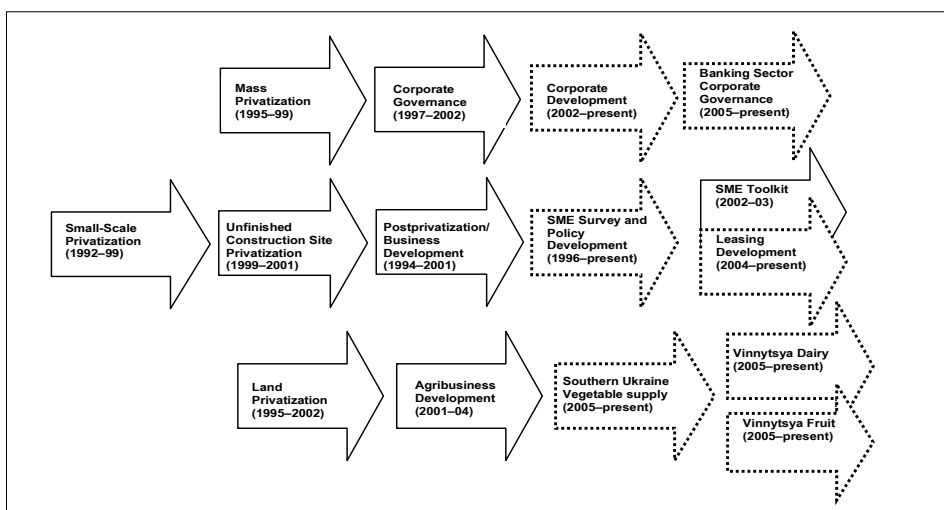 Mass
Privatization
(1995–99)
Corporate
Governance
(1997–2002)
Corporate
Development
(2002–present)
Banking Sector
Corporate
Governance
(2005–present)
Small-Scale
Privatization
(1992–99)
Unfinished
Construction Site
Privatization
(1999–2001)
Postprivatization/
Business
Development
(1994–2001)
SME Survey and
Policy
Development
(1996–present)
SME Toolkit
(2002–03)
Leasing
Development
(2004–present)
Land
Privatization
(1995–2002)
Agribusiness
Development
(2001–04)
Southern Ukraine
Vegetable supply
(2005–present)
Vinnytsya Dairy
(2005–present)
Vinnytsya Fruit
(2005–present)